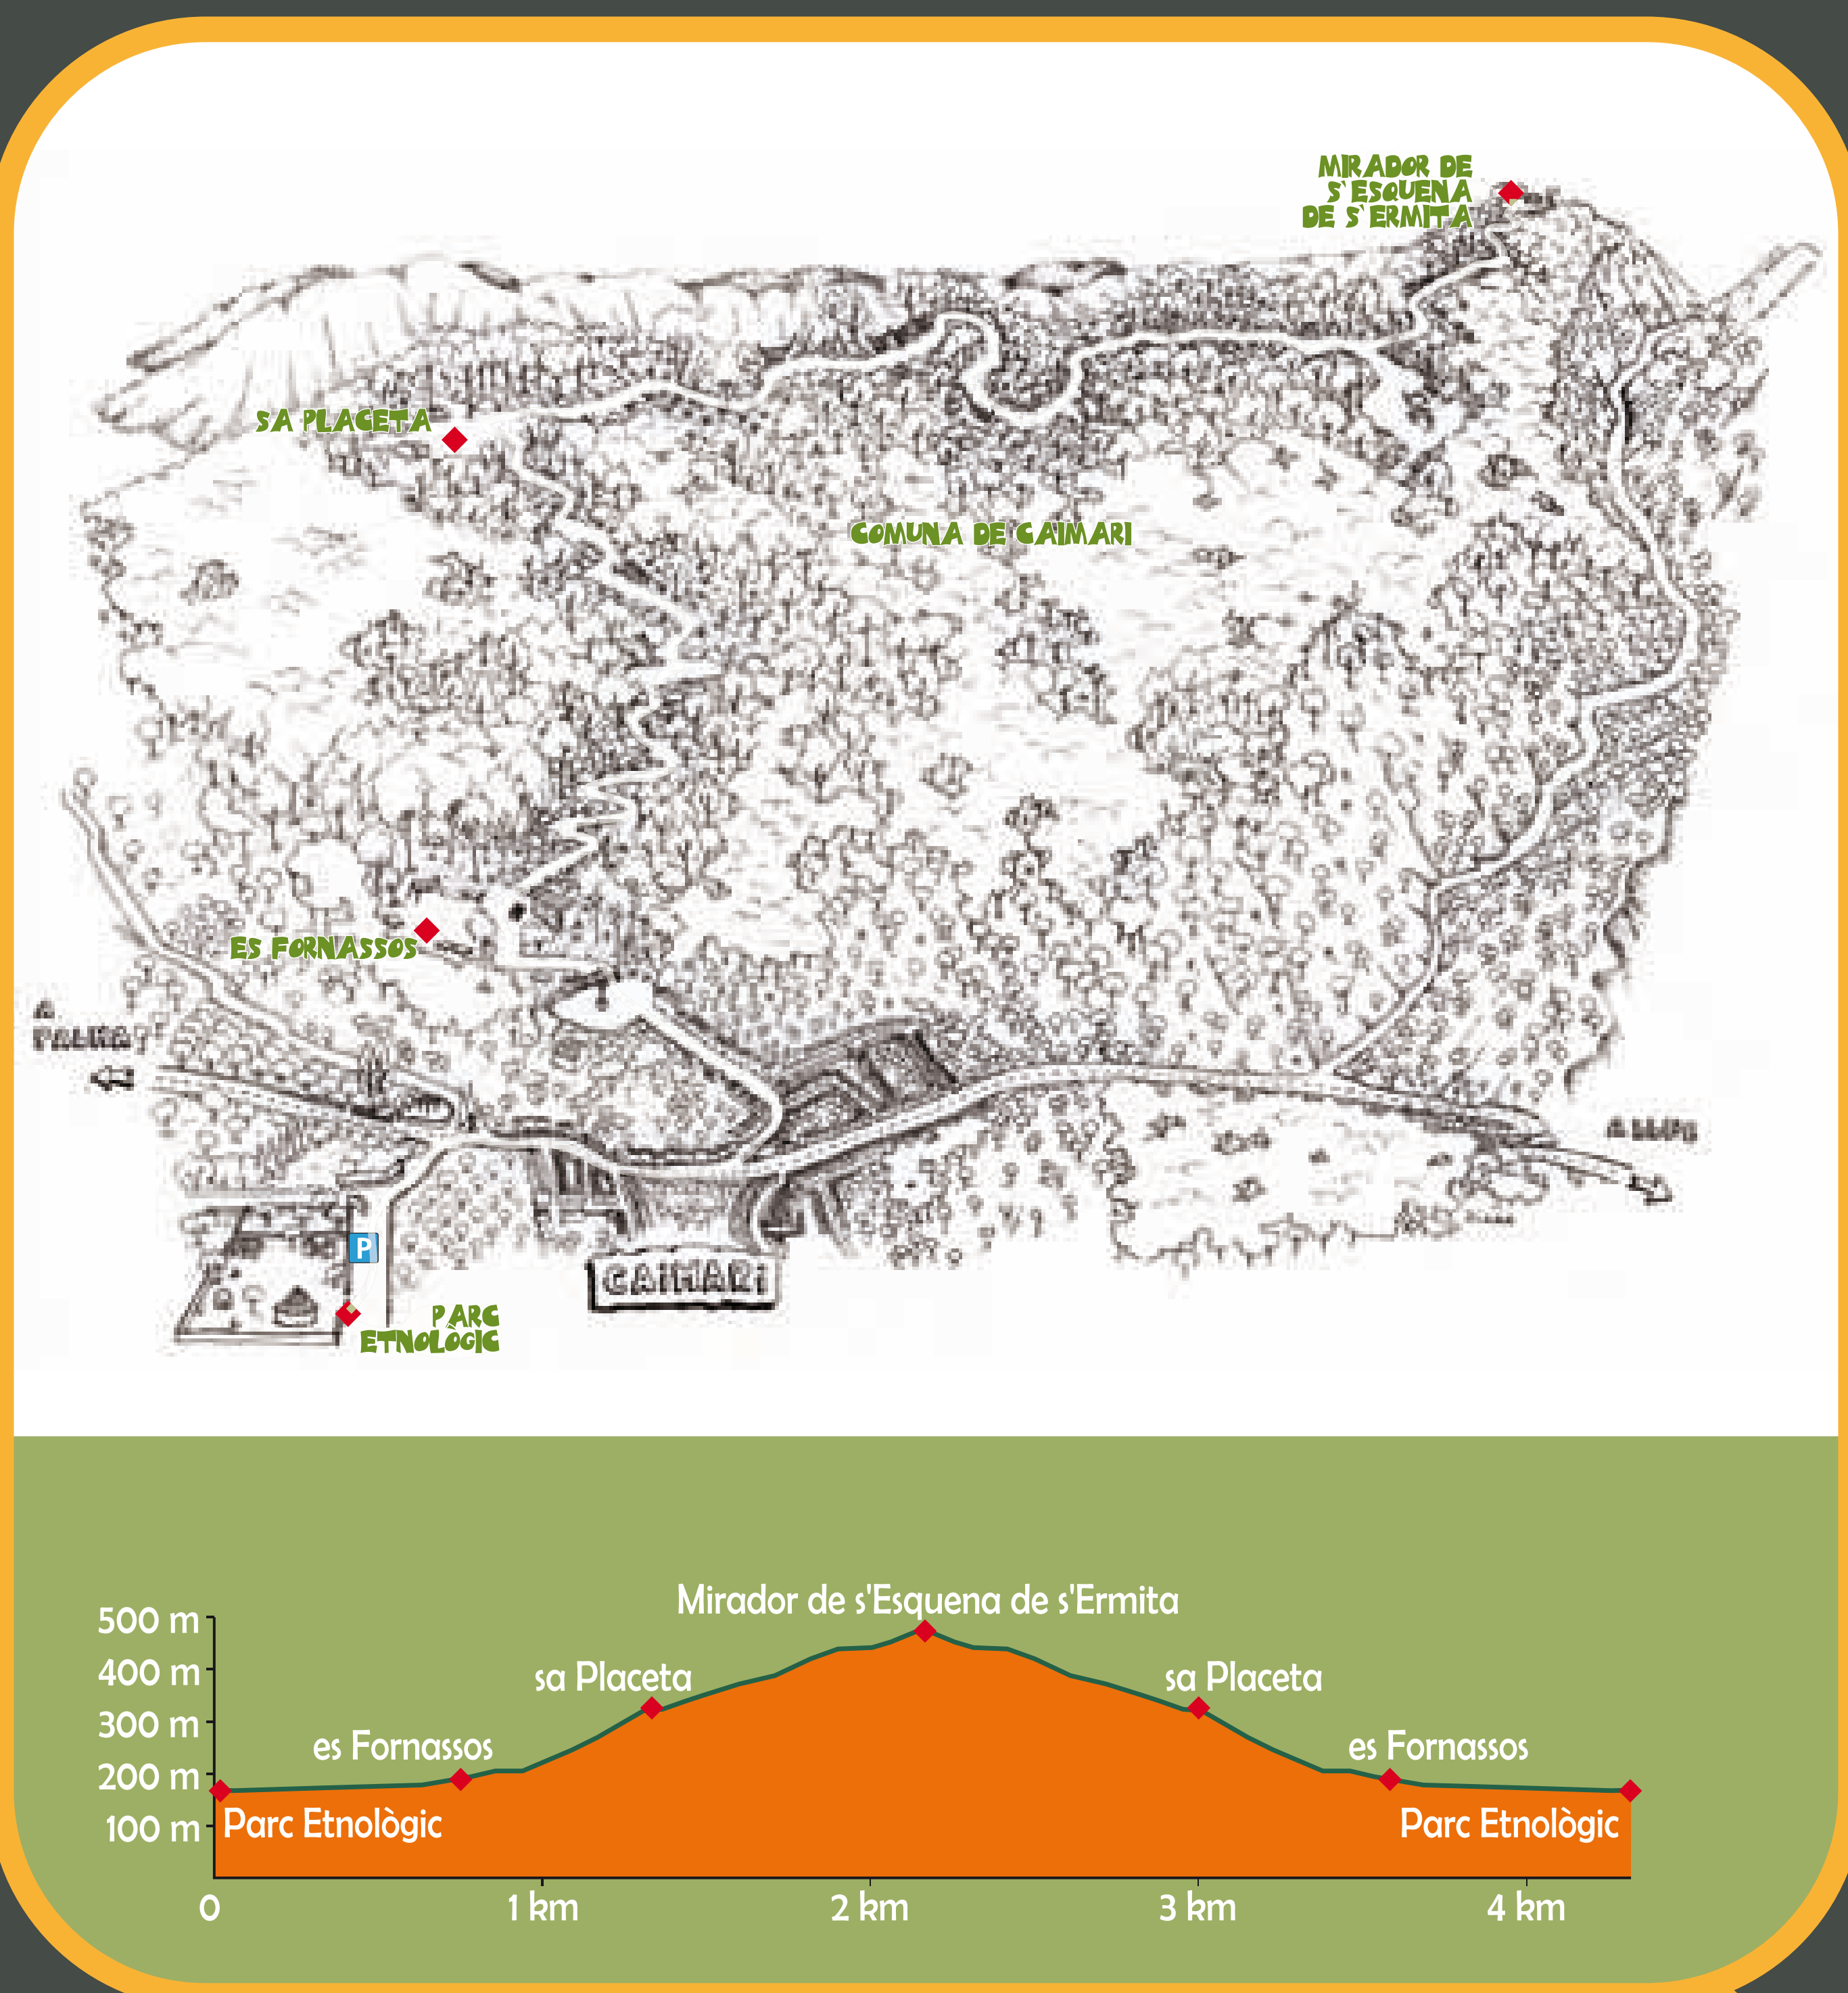 MIRADOR DE
S'ESQUENA
DE S'ERMITA
SA PLACETA
COMUNA DE CAIMARI
ES FORNASSOS
A
PALMA
P
CAIMARI
PARC
ETNOLÒGIC
Mirador de s'Esquena de s'Ermita
500 m
400 m
sa Placeta
sa Placeta
300 m
es Fornassos
es Fornassos
200 m
Parc Etnològic
Parc Etnològic
100 m
0
1 km
2 km
3 km
4 km